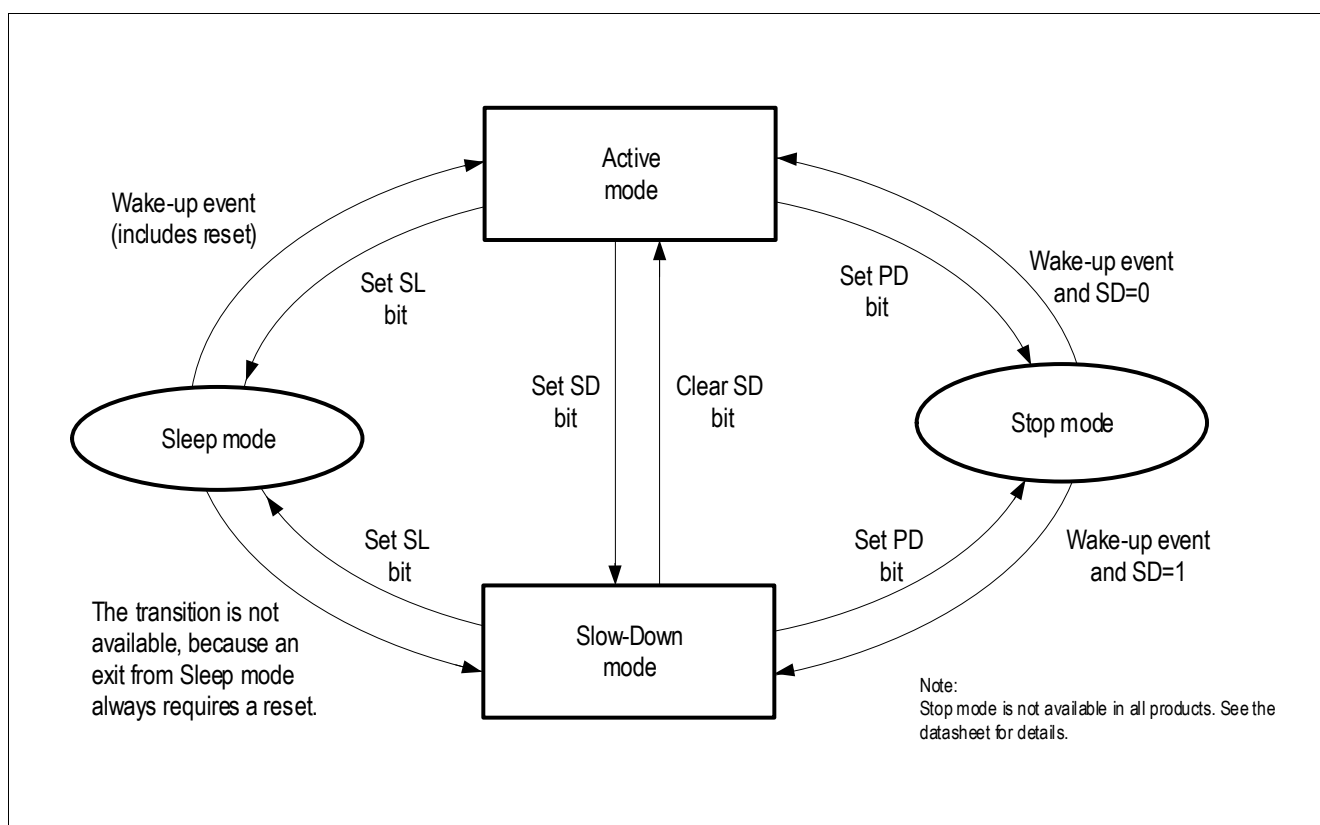 Active
mode
Wake-up event
(includes reset)
Set SL
bit
Set PD
bit
Wake-up event
and SD=0
Set SD
bit
Clear SD
bit
Sleep mode
Stop mode
Set SL
bit
Set PD
bit
Wake-up event
and SD=1
The transition is not
available, because an
exit from Sleep mode
always requires a reset.
Slow-Down
mode
Note:
Stop mode is not available in all products. See the
datasheet for details.